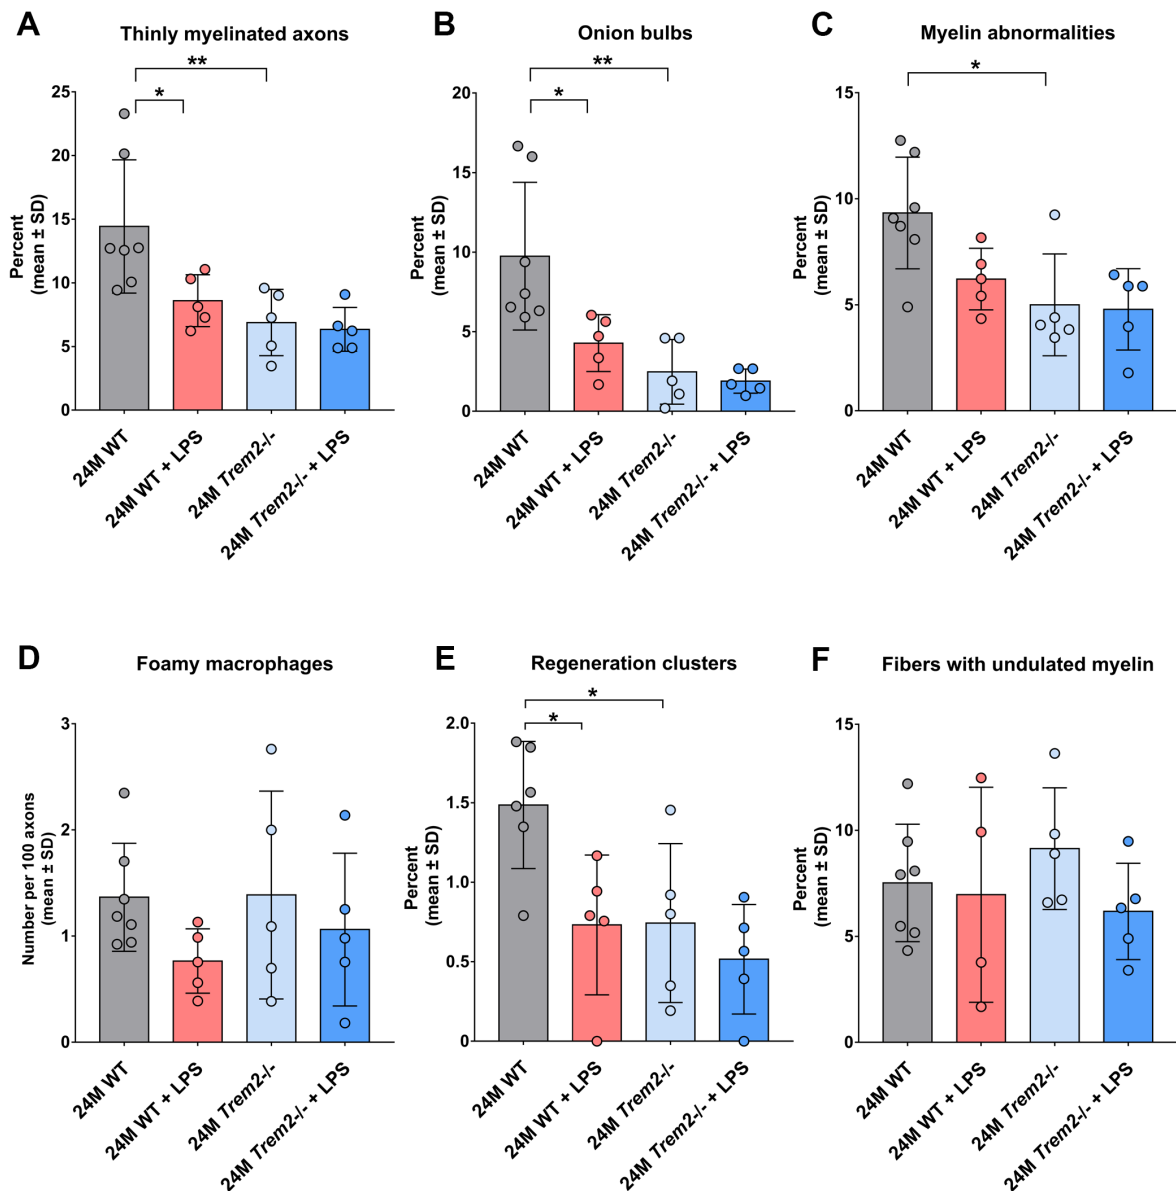 A
Thinly myelinated axons
**
*
Percent
(mean ± SD)
25
20
15
10
5
0
24M WT
24M WT + LPS
24M Trem2-/-
24M Trem2-/- + LPS
B
Onion bulbs
**
*
Percent
(mean ± SD)
20
15
10
5
0
24M WT
24M WT + LPS
24M Trem2-/-
24M Trem2-/- + LPS
C
Myelin abnormalities
*
Percent
(mean ± SD)
15
10
5
0
24M WT
24M WT + LPS
24M Trem2-/-
24M Trem2-/- + LPS
D
Foamy macrophages
Number per 100 axons
(mean ± SD)
3
2
1
0
24M WT
24M WT + LPS
24M Trem2-/-
24M Trem2-/- + LPS
E
Regeneration clusters
*
*
Percent
(mean ± SD)
2.0
1.5
1.0
0.5
0
24M WT
24M WT + LPS
24M Trem2-/-
24M Trem2-/- + LPS
F
Fibers with undulated myelin
Percent
(mean ± SD)
15
10
5
0
24M WT
24M WT + LPS
24M Trem2-/-
24M Trem2-/- + LPS